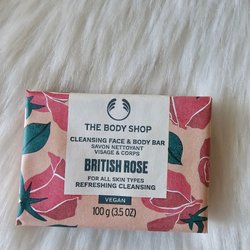 THE BODY SHOP
CLEANSING FACE & BODY BAR
SAVON NETTOYANT
VISAGE & CORPS
BRITISH ROSE
FOR ALL SKIN TYPES
REFRESHING CLEANSING
VEGAN
100 g (3.5 OZ)